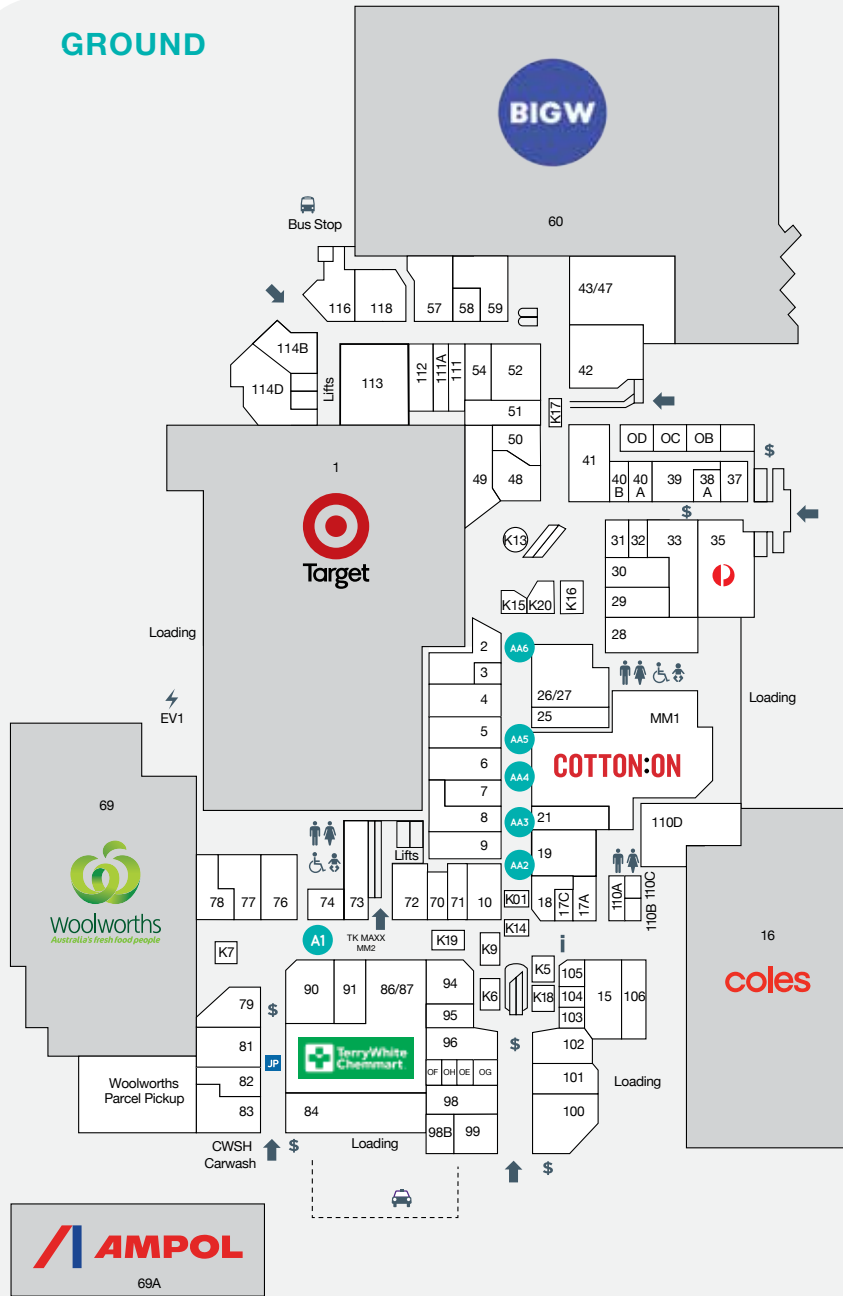 GROUND
BIGW
60
Bus Stop
116
118
57
58
59
43/47
114B
114D
Lifts
113
112
111A
111
54
52
42
51
K17
50
49
48
41
OD
OC
OB
$
40
B
40
A
39
38
A
37
$
1
Target
K13
31
32
33
35
30
29
28
K15
K20
K16
Loading
2
3
4
5
6
7
8
9
AA6
AA5
AA4
AA3
AA2
26/27
25
MM1
COTTON:ON
21
19
110D
Loading
EV1
69
Woolworths
Australia's fresh food people
78
77
76
74
73
Lifts
72
70
71
10
K01
18
17C
17A
110A
110B
110C
16
coles
A1
TK MAXX
MM2
K7
K19
K9
K14
i
K5
K6
K18
105
104
103
15
106
79
$
90
91
86/87
94
95
96
$
102
81
JP
TerryWhite
Chemmart
OF
OH
OE
OG
101
Loading
82
83
Woolworths
Parcel Pickup
84
98
98B
99
100
CWSH
Carwash
$
Loading
$
AMPOL
69A